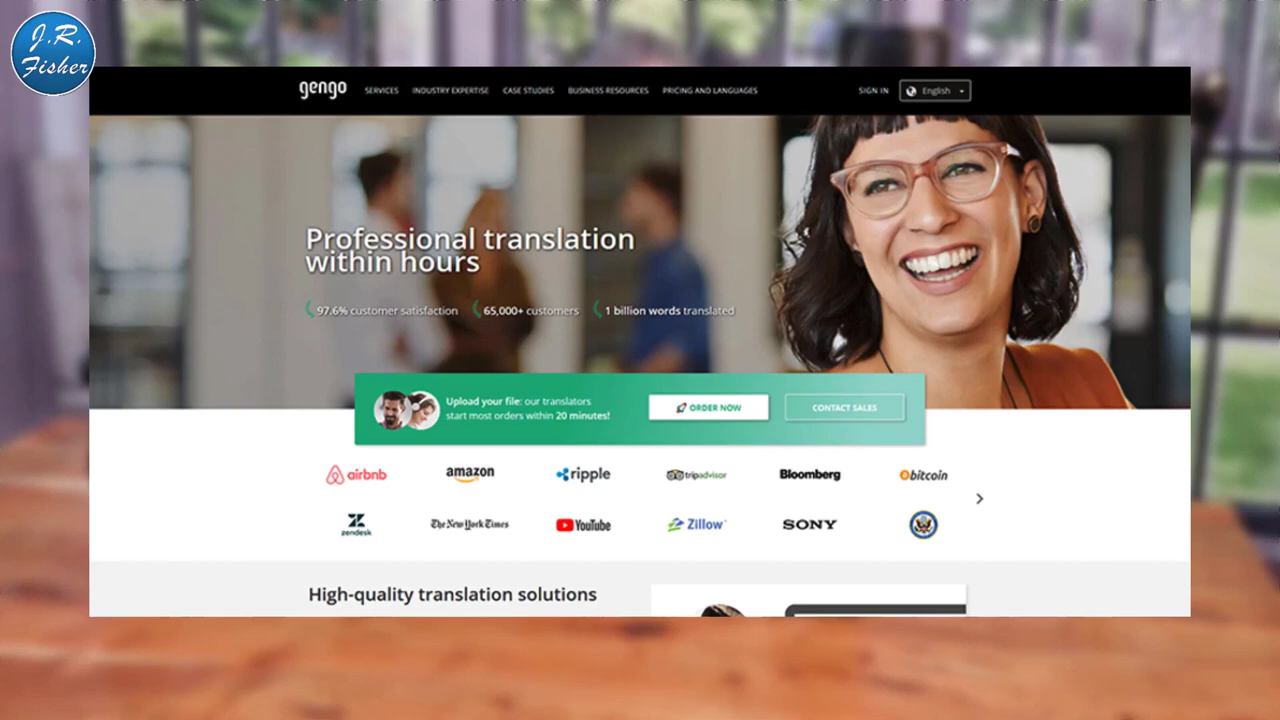 J.R.
Fisher
gengo SERVICES INDUSTRY EXPERTISE CASE STUDIES BUSINESS RESOURCES PRICING AND LANGUAGES SIGN IN English
Professional translation
within hours
97.6% customer satisfaction 65,000+ customers 1 billion words translated
Upload your file: our translators
start most orders within 20 minutes!
ORDER NOW CONTACT SALES
airbnb amazon ripple tripadvisor Bloomberg bitcoin
zendesk The New York Times YouTube Zillow SONY
High-quality translation solutions